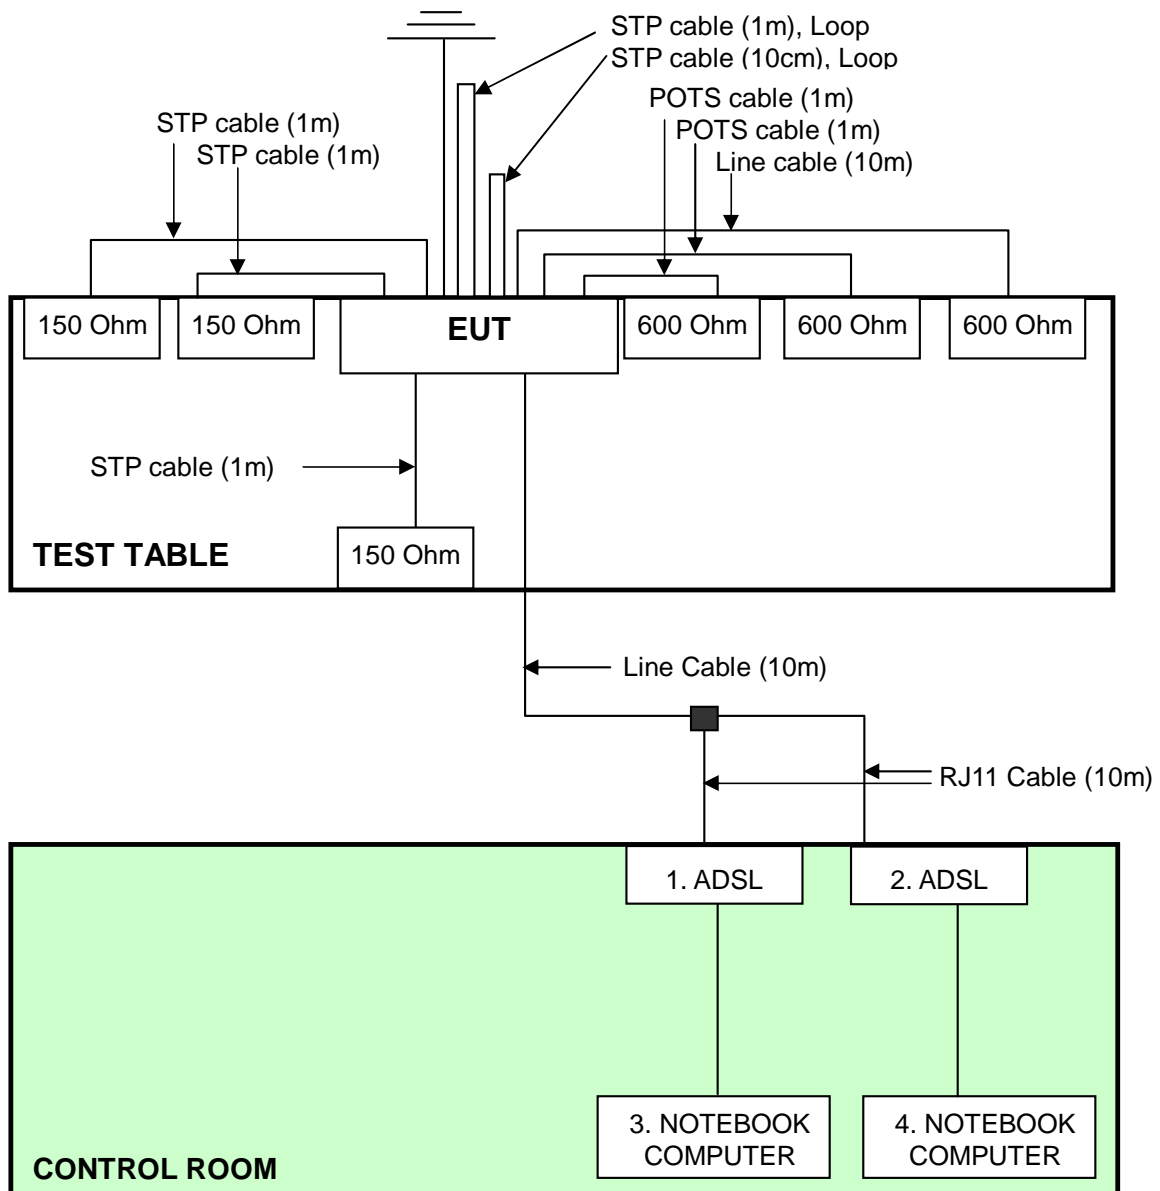 STP cable (1m), Loop
STP cable (10cm), Loop
POTS cable (1m)
STP cable (1m)
POTS cable (1m)
STP cable (1m)
Line cable (10m)
150 Ohm
150 Ohm
EUT
600 Ohm
600 Ohm
600 Ohm
STP cable (1m)
TEST TABLE
150 Ohm
Line Cable (10m)
RJ11 Cable (10m)
1. ADSL
2. ADSL
3. NOTEBOOK
COMPUTER
4. NOTEBOOK
COMPUTER
CONTROL ROOM